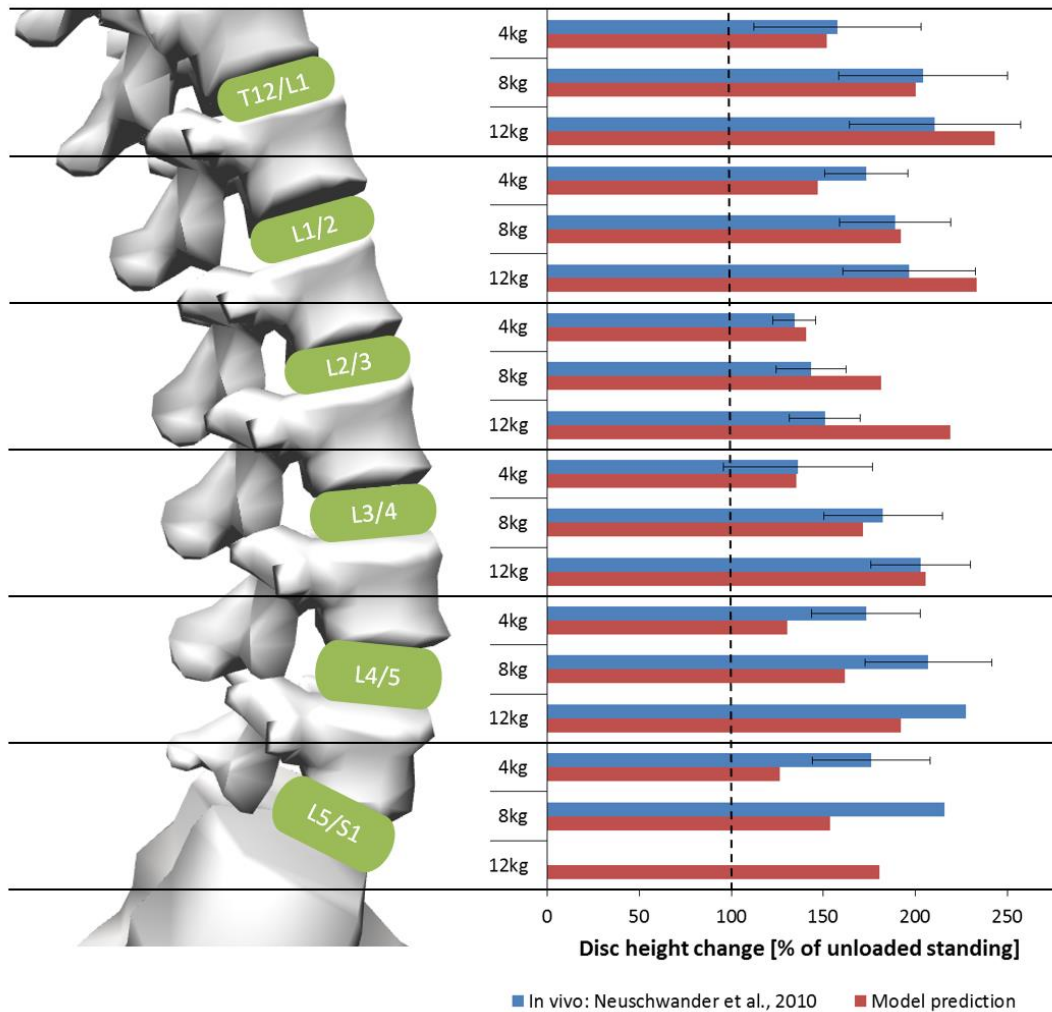 T12/L1
4kg
8kg
12kg
L1/2
4kg
8kg
12kg
L2/3
4kg
8kg
12kg
L3/4
4kg
8kg
12kg
L4/5
4kg
8kg
12kg
L5/S1
4kg
8kg
12kg
0 50 100 150 200 250
Disc height change [% of unloaded standing]
In vivo: Neuschwander et al., 2010 Model prediction